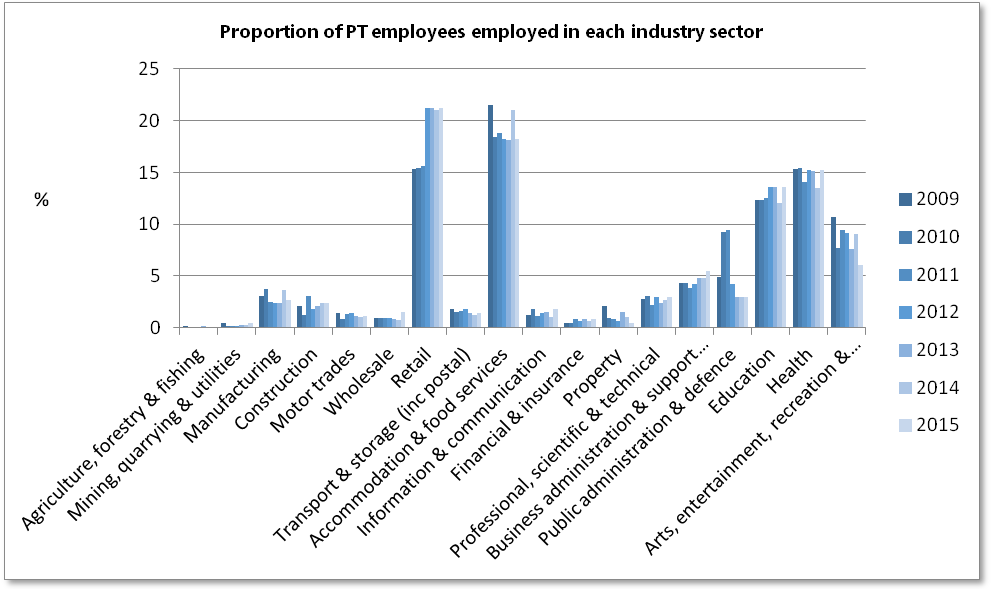 Proportion of PT employees employed in each industry sector
25
20
15
10
5
0
%
Agriculture, forestry & fishing
Mining, quarrying & utilities
Manufacturing
Construction
Motor trades
Wholesale
Retail
Transport & storage (inc postal)
Accommodation & food services
Information & communication
Financial & insurance
Property
Professional, scientific & technical
Business administration & support...
Public administration & defence
Education
Health
Arts, entertainment, recreation &...
2009
2010
2011
2012
2013
2014
2015